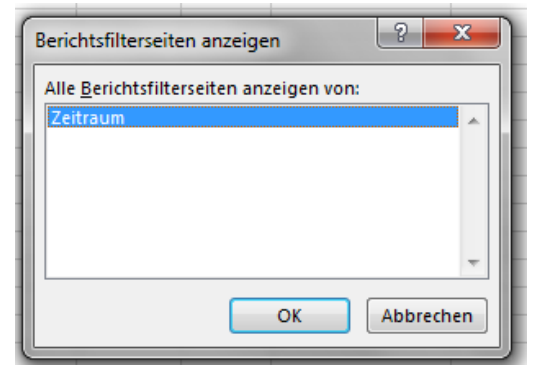 Berichtsfilterseiten anzeigen
Alle Berichtsfilterseiten anzeigen von:
Zeitraum
OK Abbrechen